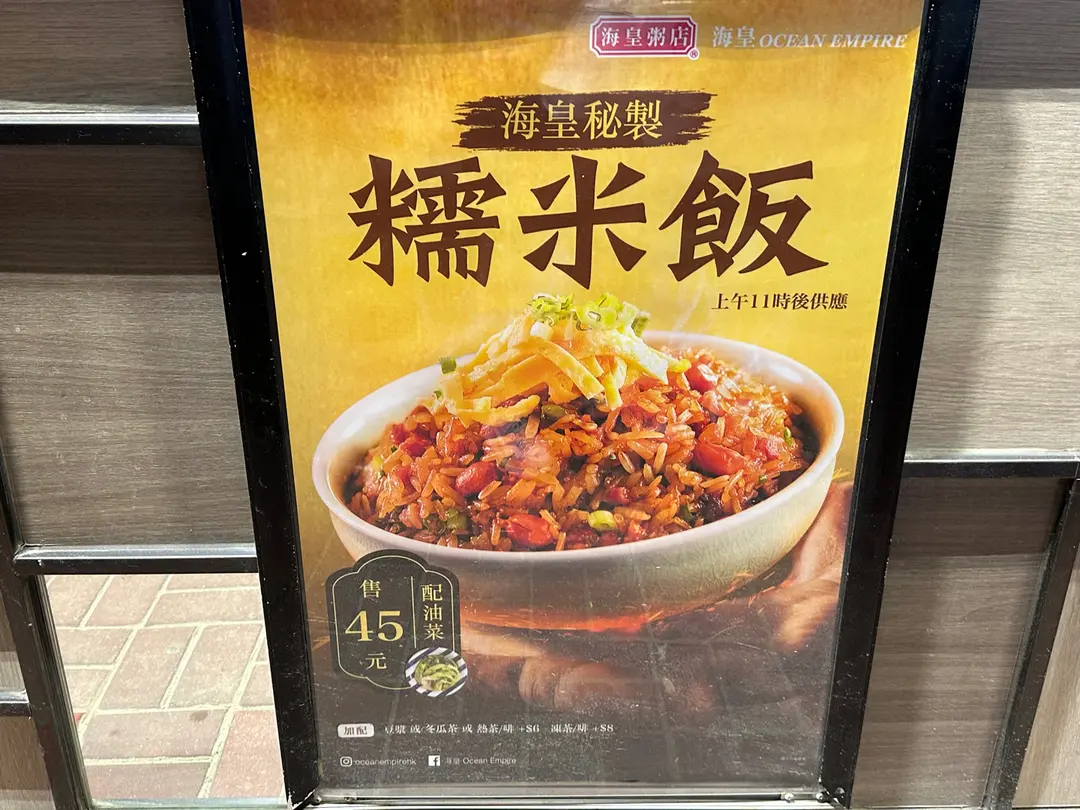 海皇粥店
海皇 OCEAN EMPIRE
海皇秘製
糯米飯
上午11時後供應
售
45
元
配油菜
加配 豆漿 或 冬瓜茶 或 熱茶/啡 +$6 凍茶/啡 +$8
oceanempirehk 海皇 Ocean Empire